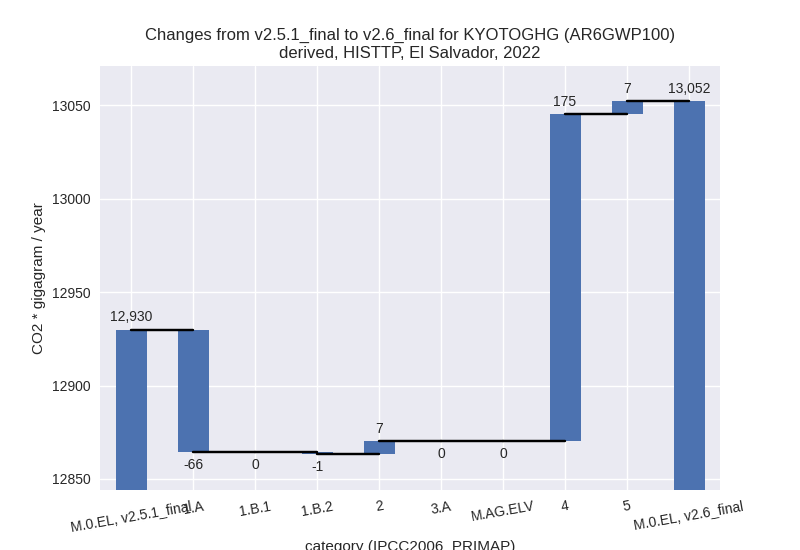 Changes from v2.5.1_final to v2.6_final for KYOTOGHG (AR6GWP100)
derived, HISTTP, El Salvador, 2022
CO2 * gigagram / year
13050
13000
12950
12900
12850
12,930
-66
0
-1
7
0
0
175
7
13,052
M.0.EL, v2.5.1_final
1.A
1.B.1
1.B.2
2
3.A
M.AG.ELV
4
5
M.0.EL, v2.6_final
category (IPCC2006_PRIMAP)